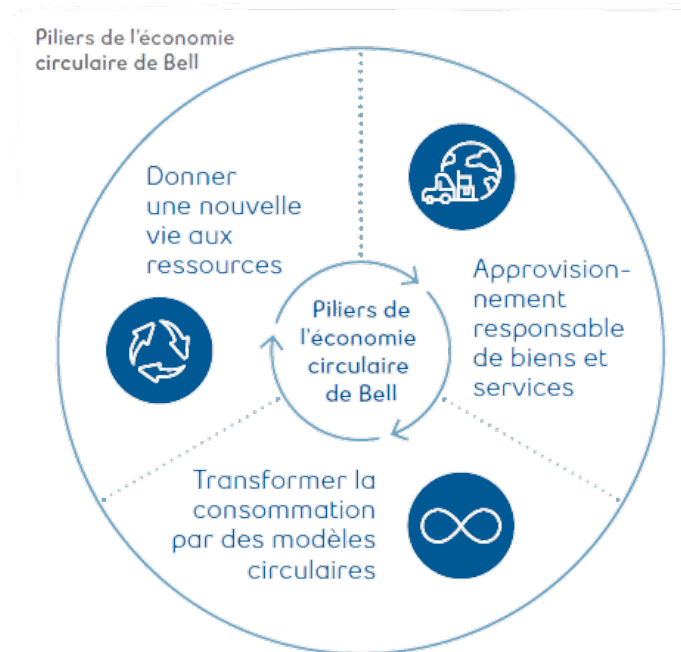 Piliers de l'économie
circulaire de Bell
Donner
une nouvelle
vie aux
ressources
Approvision-
nement
responsable
de biens et
services
Piliers de
l'économie
circulaire
de Bell
Transformer la
consommation
par des modèles
circulaires